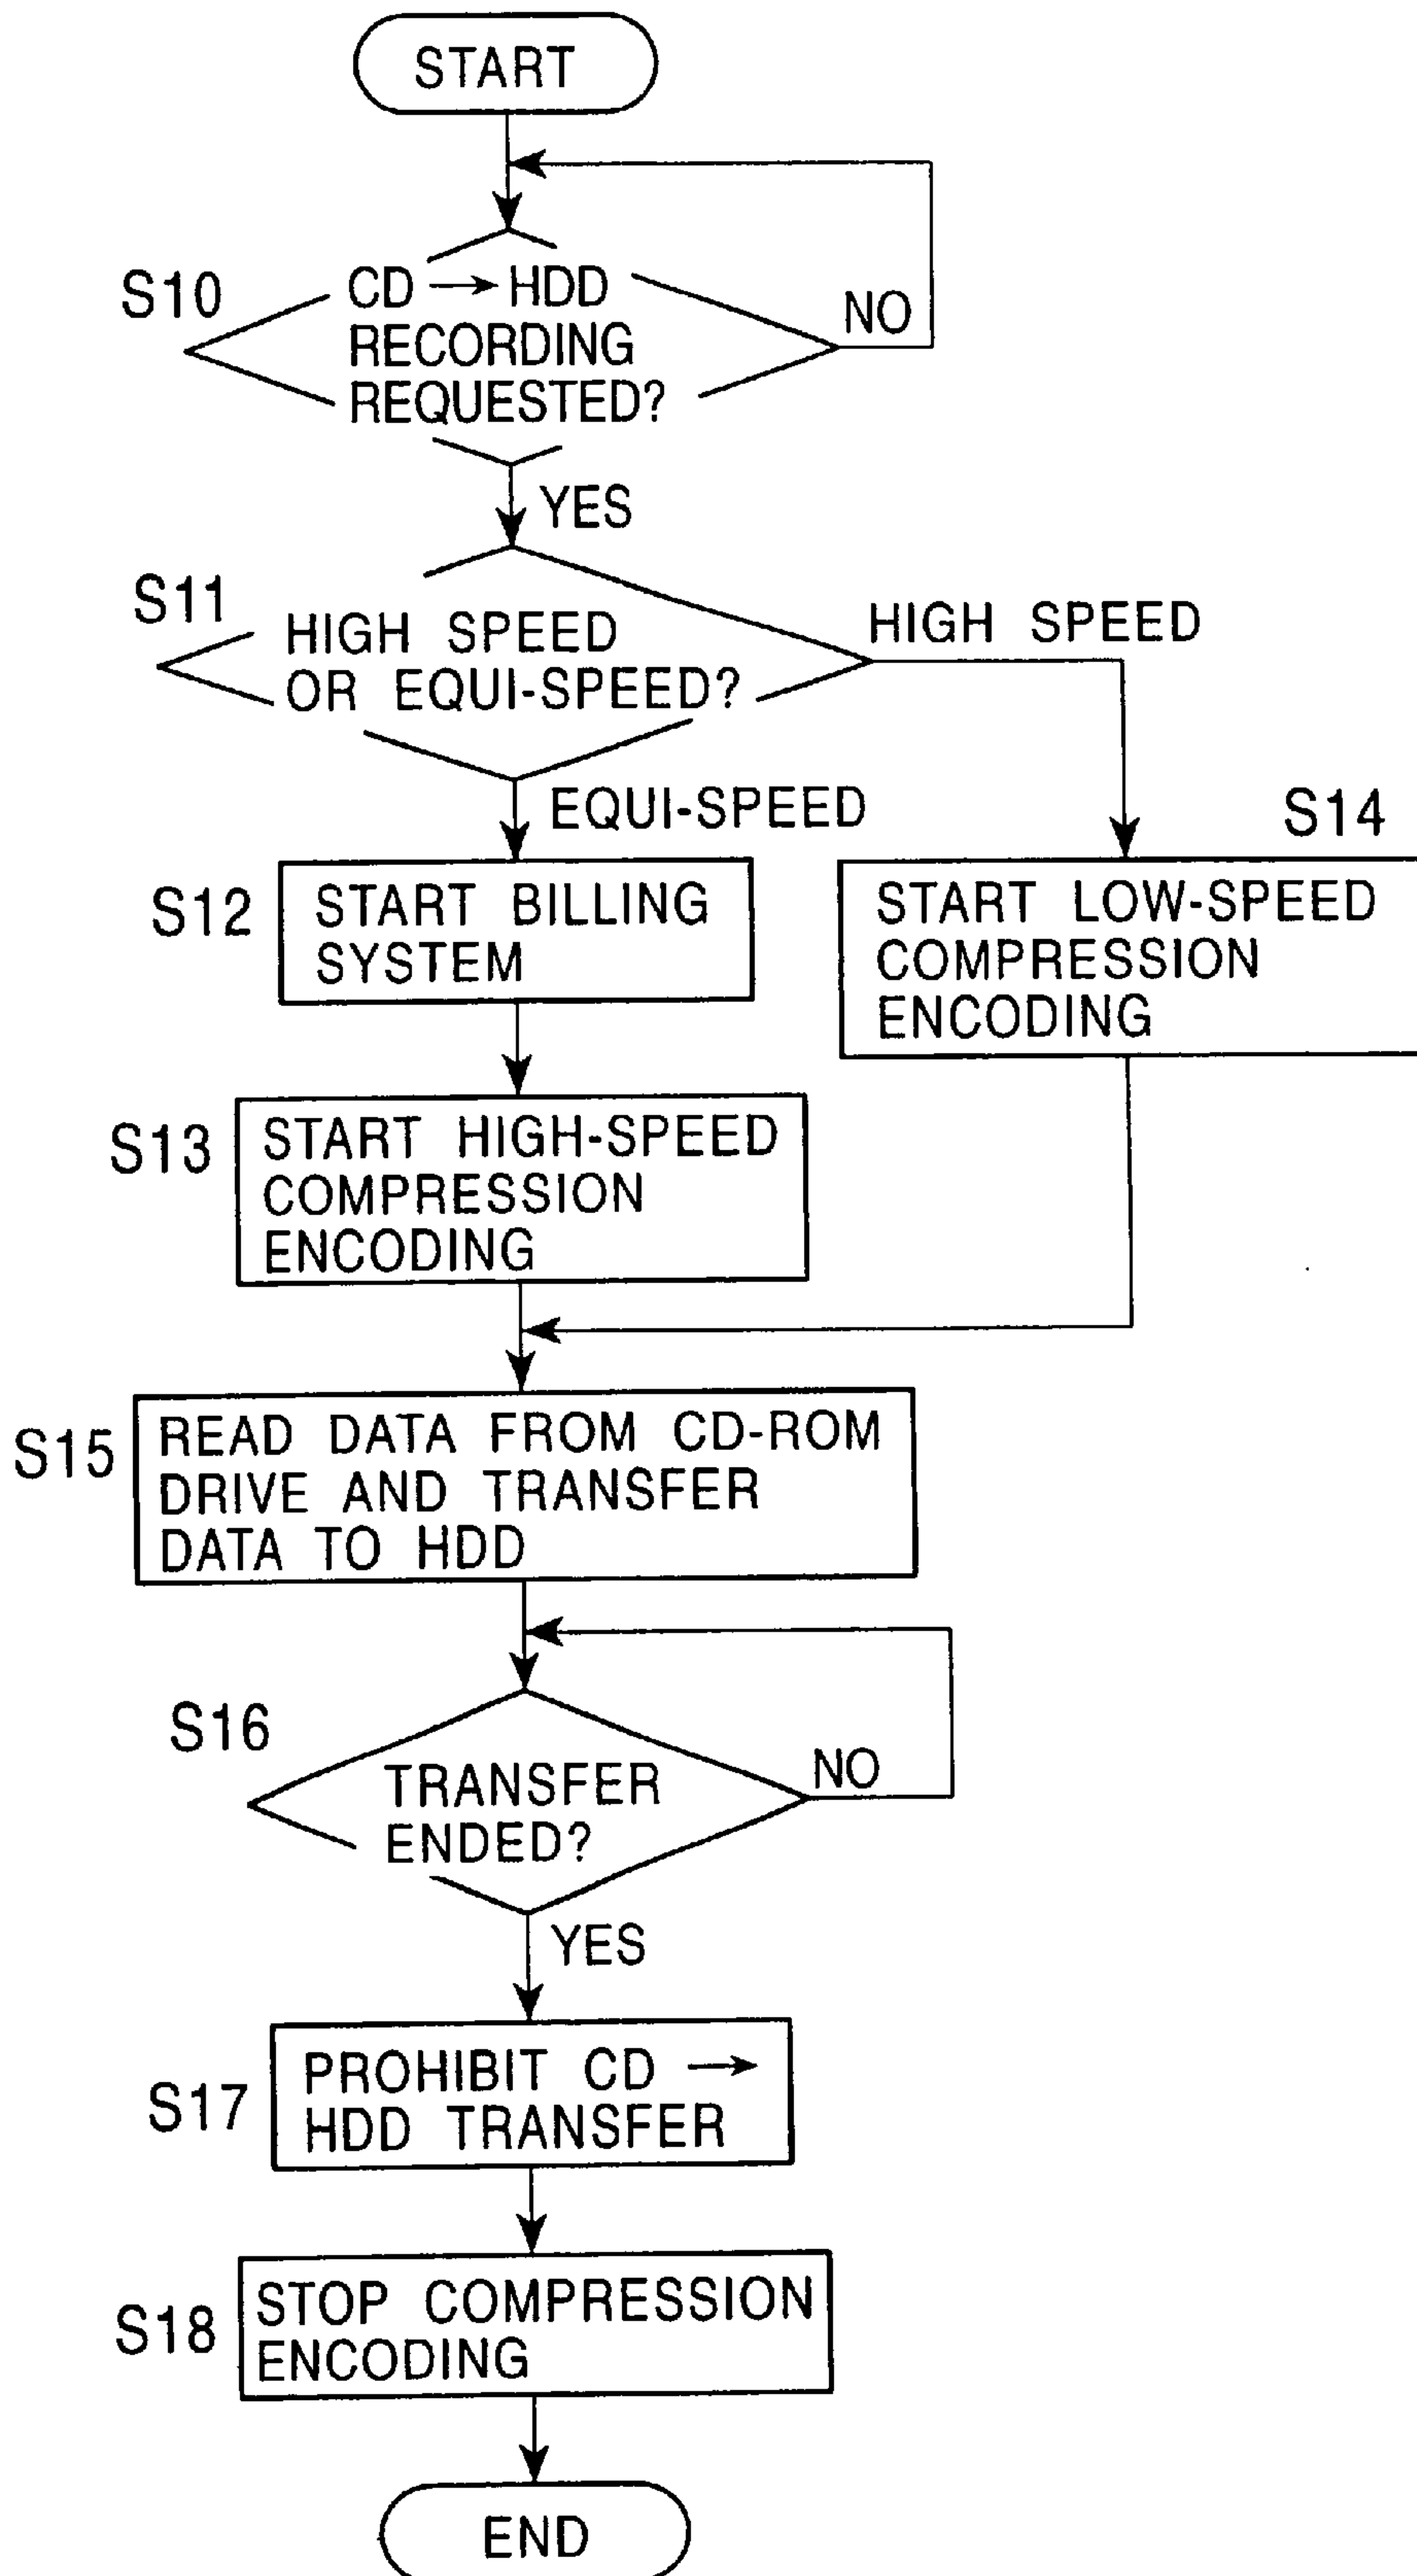 START
S10
CD → HDD
RECORDING
REQUESTED?
NO
YES
S11
HIGH SPEED
OR EQUI-SPEED?
HIGH SPEED
EQUI-SPEED
S12
START BILLING
SYSTEM
S14
START LOW-SPEED
COMPRESSION
ENCODING
S13
START HIGH-SPEED
COMPRESSION
ENCODING
S15
READ DATA FROM CD-ROM
DRIVE AND TRANSFER
DATA TO HDD
S16
TRANSFER
ENDED?
NO
YES
S17
PROHIBIT CD →
HDD TRANSFER
S18
STOP COMPRESSION
ENCODING
END